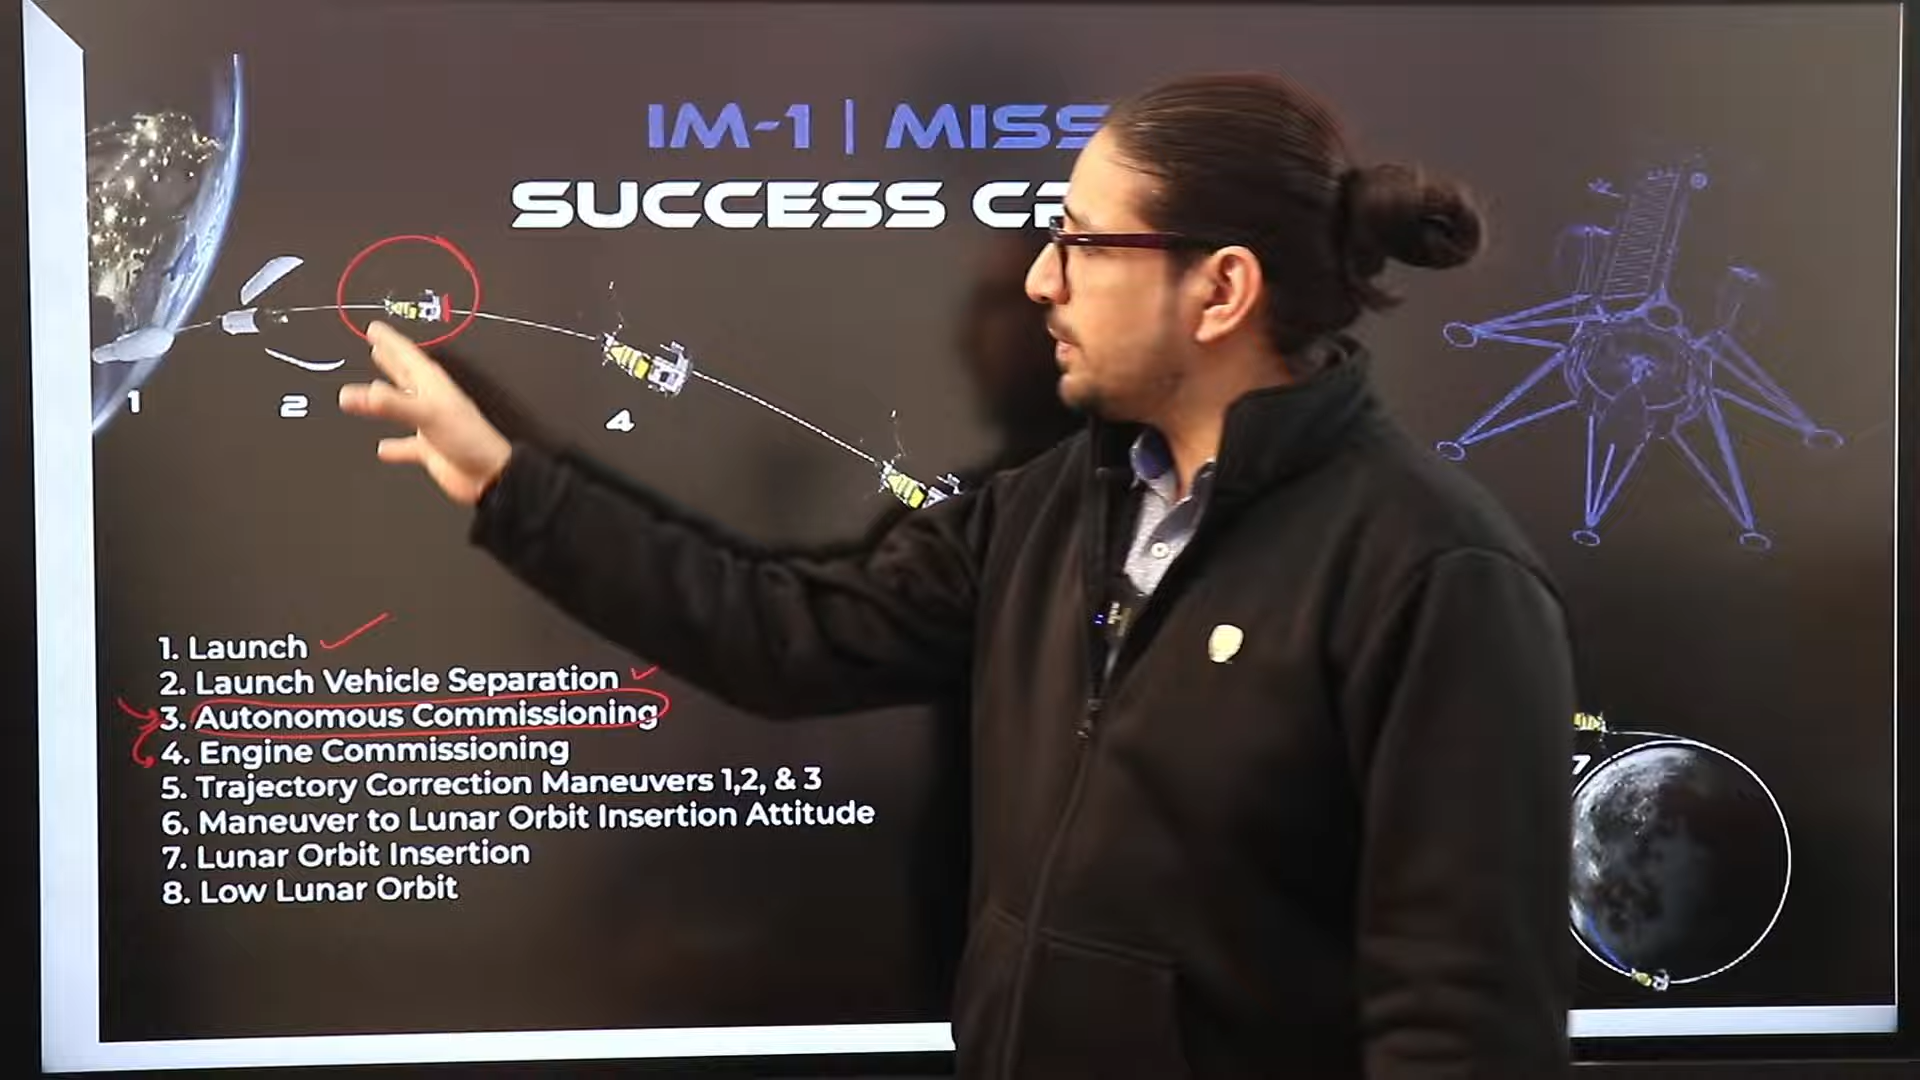 IM-1 | MISS
SUCCESS CR
1
2
4
7
1. Launch
2. Launch Vehicle Separation
3. Autonomous Commissioning
4. Engine Commissioning
5. Trajectory Correction Maneuvers 1,2, & 3
6. Maneuver to Lunar Orbit Insertion Attitude
7. Lunar Orbit Insertion
8. Low Lunar Orbit